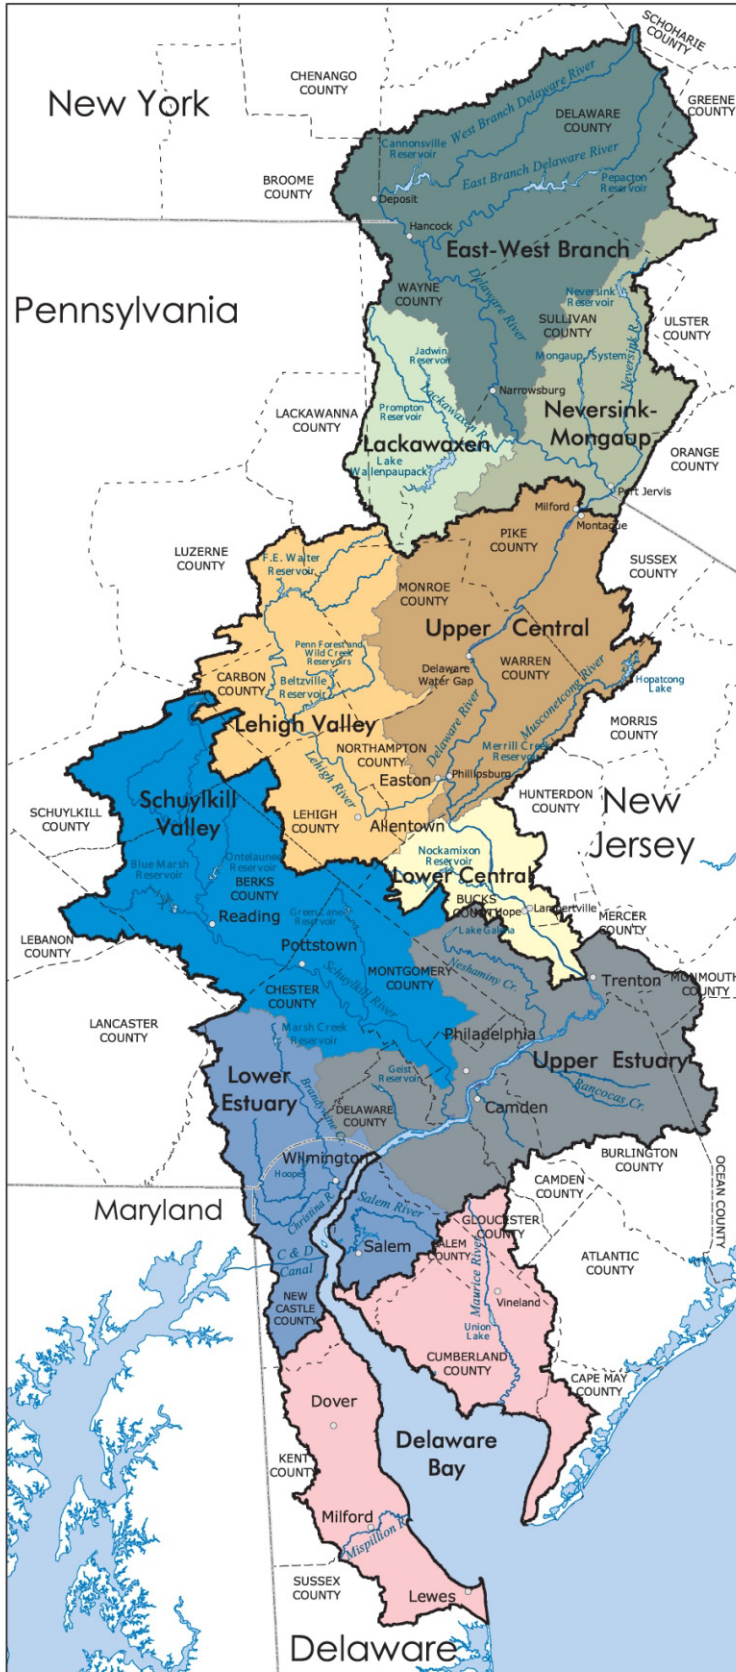 SCHOHARIE
COUNTY
CHENANGO
COUNTY
New York
West Branch Delaware River
DELAWARE
COUNTY
GREENE
COUNTY
Cannonsville
Reservoir
East Branch Delaware River
BROOME
COUNTY
Pepacton
Reservoir
Deposit
Hancock
East-West Branch
Pennsylvania
WAYNE
COUNTY
Delaware River
Neversink
Reservoir
SULLIVAN
COUNTY
ULSTER
COUNTY
Neversink R.
Jadwin
Reservoir
Mongaup System
Narrowsburg
LACKAWANNA
COUNTY
Prompton
Reservoir
Lackawaxen R.
Neversink-
Mongaup
Lackawaxen
Lake
Wallenpaupack
ORANGE
COUNTY
Port Jervis
Milford
Montague
PIKE
COUNTY
LUZERNE
COUNTY
F.E. Walter
Reservoir
SUSSEX
COUNTY
MONROE
COUNTY
Upper Central
Penn Forest and
Wild Creek
Reservoirs
Delaware
Water Gap
WARREN
COUNTY
CARBON
COUNTY
Beltzville
Reservoir
Musconetcong River
Hopatcong
Lake
Lehigh Valley
Delaware River
MORRIS
COUNTY
NORTHAMPTON
COUNTY
Merrill Creek
Reservoir
Lehigh River
Easton
Phillipsburg
Schuylkill
Valley
HUNTERDON
COUNTY
New
Jersey
SCHUYLKILL
COUNTY
LEHIGH
COUNTY
Allentown
Nockamixon
Reservoir
Ontelaunee
Reservoir
Blue Marsh
Reservoir
BERKS
COUNTY
Lower Central
BUCKS
COUNTY
Hope
Lambertville
Reading
Green Lane
Reservoir
MERCER
COUNTY
LEBANON
COUNTY
Lake Galena
Pottstown
Neshaminy Cr.
MONTGOMERY
COUNTY
Trenton
MONMOUTH
COUNTY
Schuylkill River
CHESTER
COUNTY
LANCASTER
COUNTY
Marsh Creek
Reservoir
Philadelphia
Upper Estuary
Lower
Estuary
Geist
Reservoir
Rancocas Cr.
Brandywine Cr.
DELAWARE
COUNTY
Camden
BURLINGTON
COUNTY
Wilmington
OCEAN COUNTY
Hoopes
CAMDEN
COUNTY
Maryland
Christina R.
Salem River
GLOUCESTER
COUNTY
C & D
Canal
Salem
SALEM
COUNTY
ATLANTIC
COUNTY
Maurice River
NEW
CASTLE
COUNTY
Vineland
Union
Lake
CUMBERLAND
COUNTY
CAPE MAY
COUNTY
Dover
Delaware
Bay
KENT
COUNTY
Milford
Mispillion R.
SUSSEX
COUNTY
Lewes
Delaware